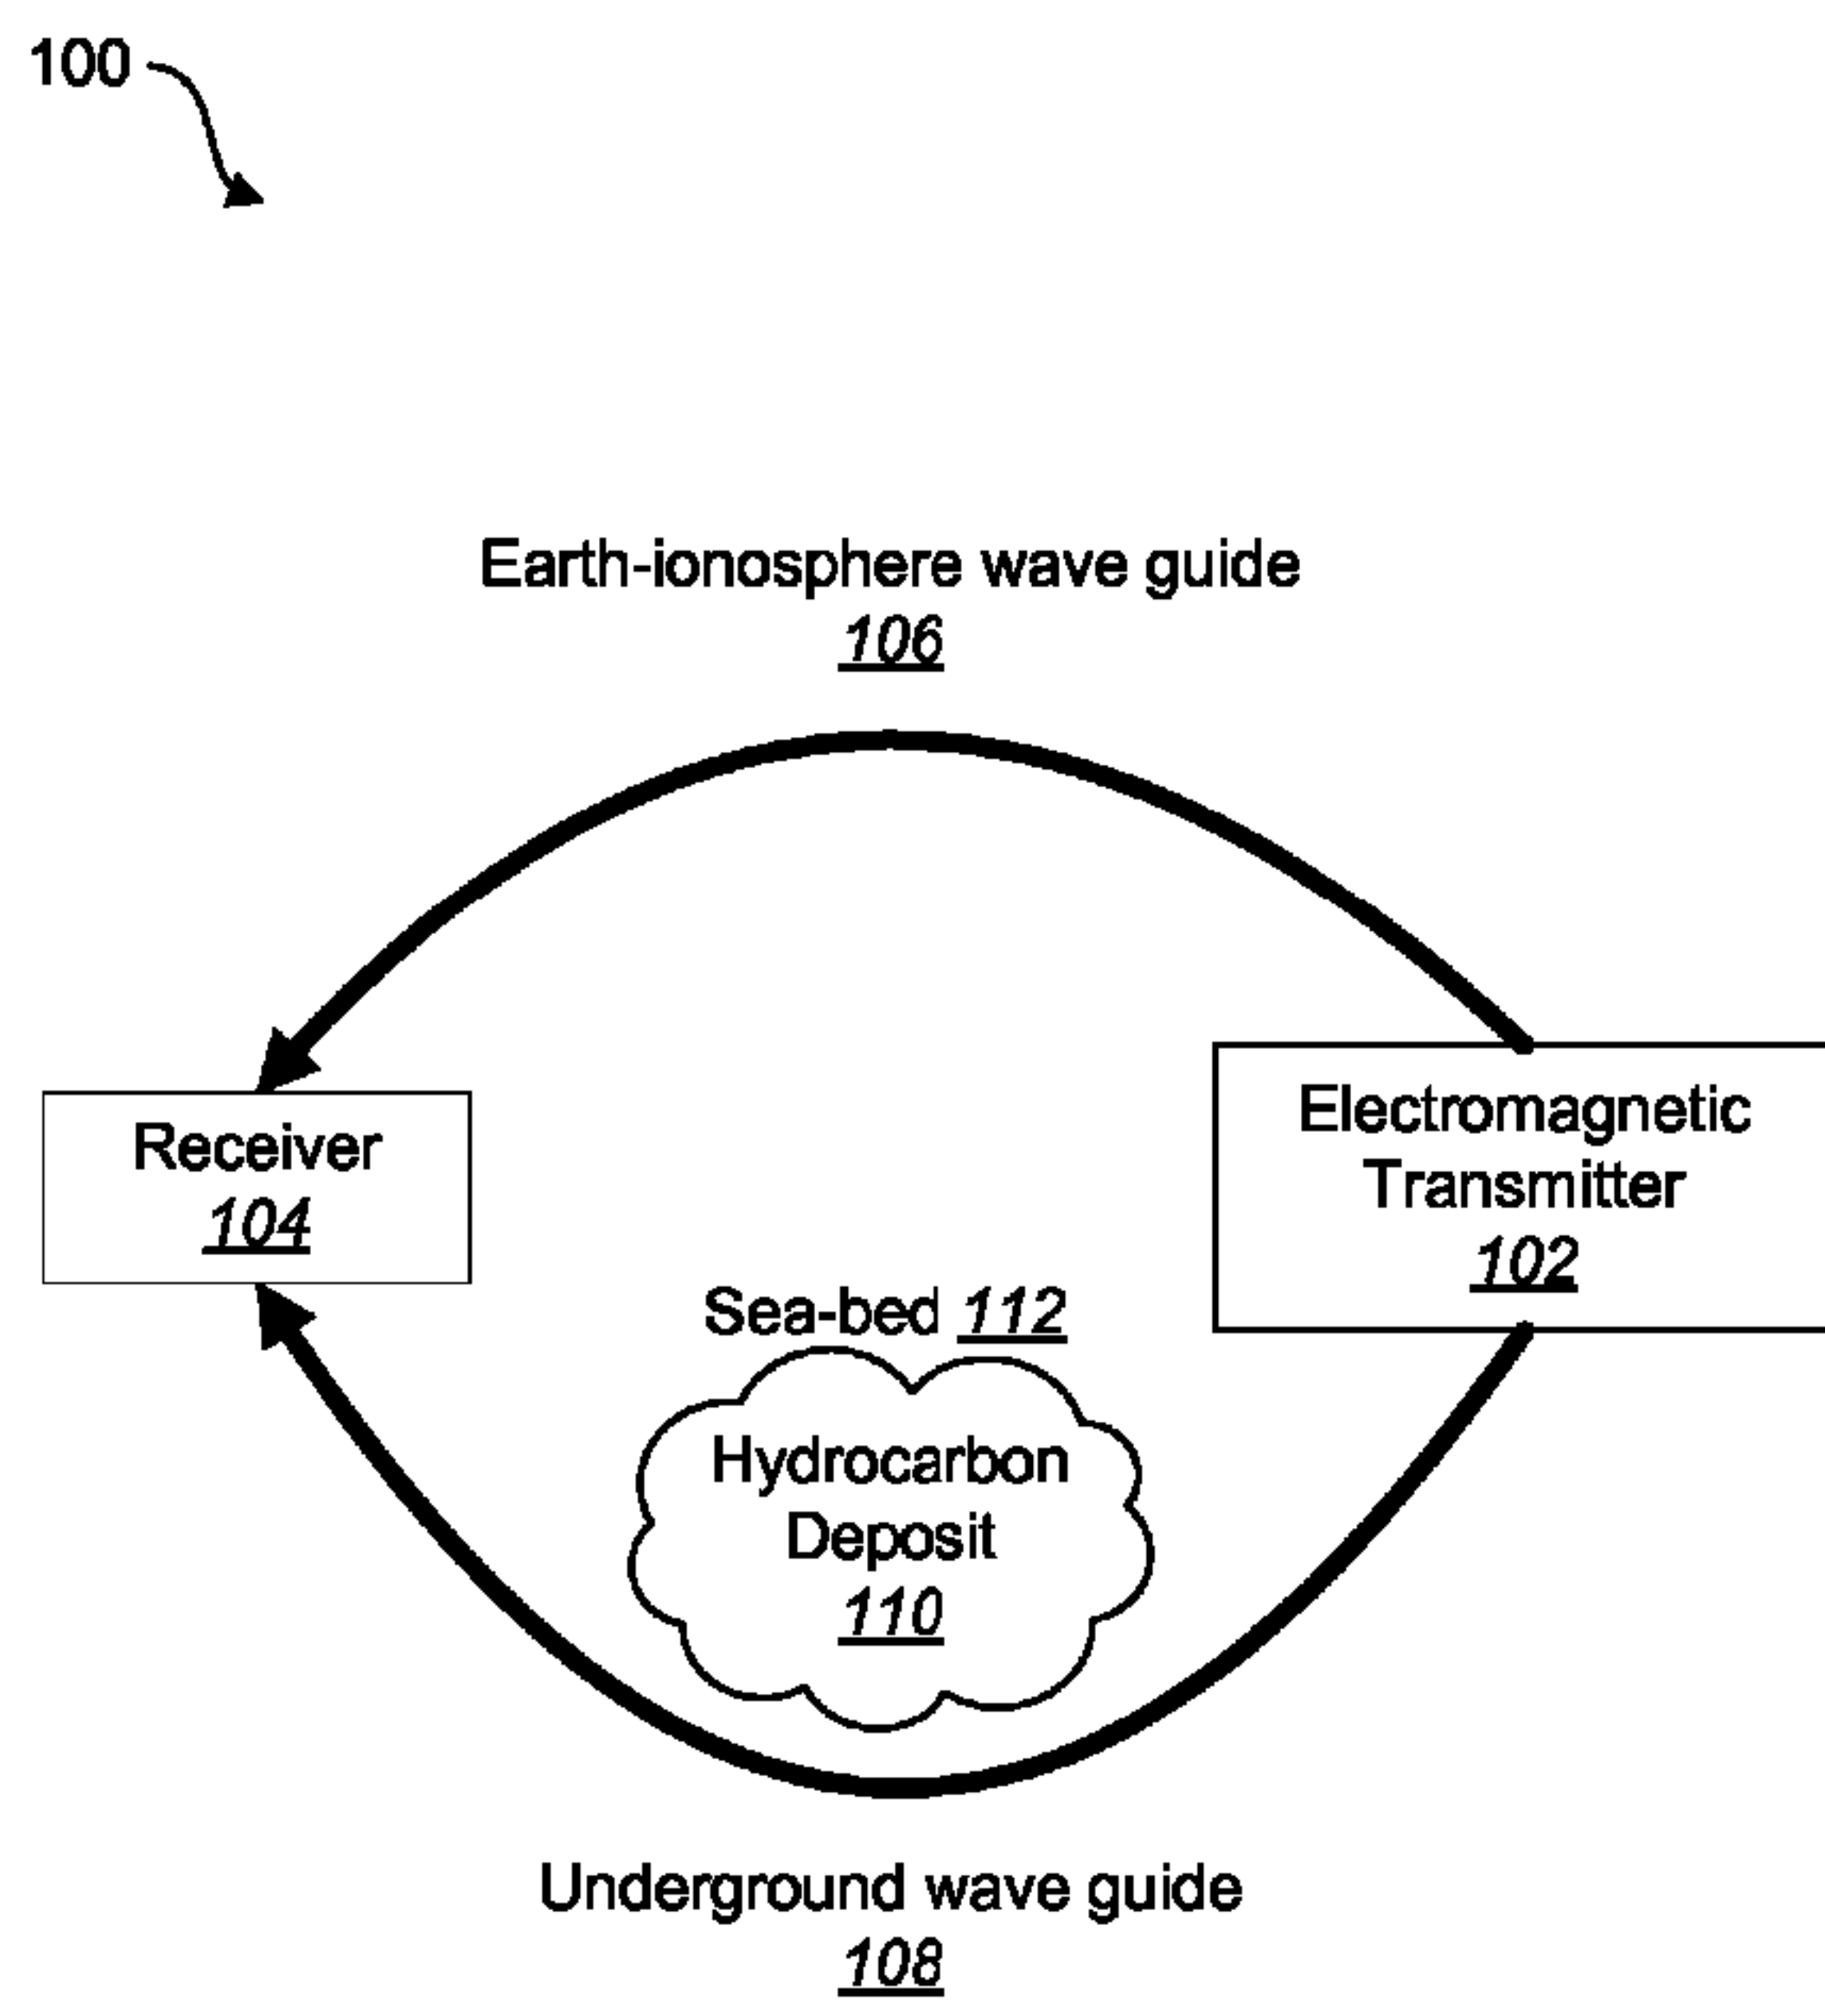 100
Earth-ionosphere wave guide
106
Receiver
104
Electromagnetic
Transmitter
102
Sea-bed 112
Hydrocarbon
Deposit
110
Underground wave guide
108